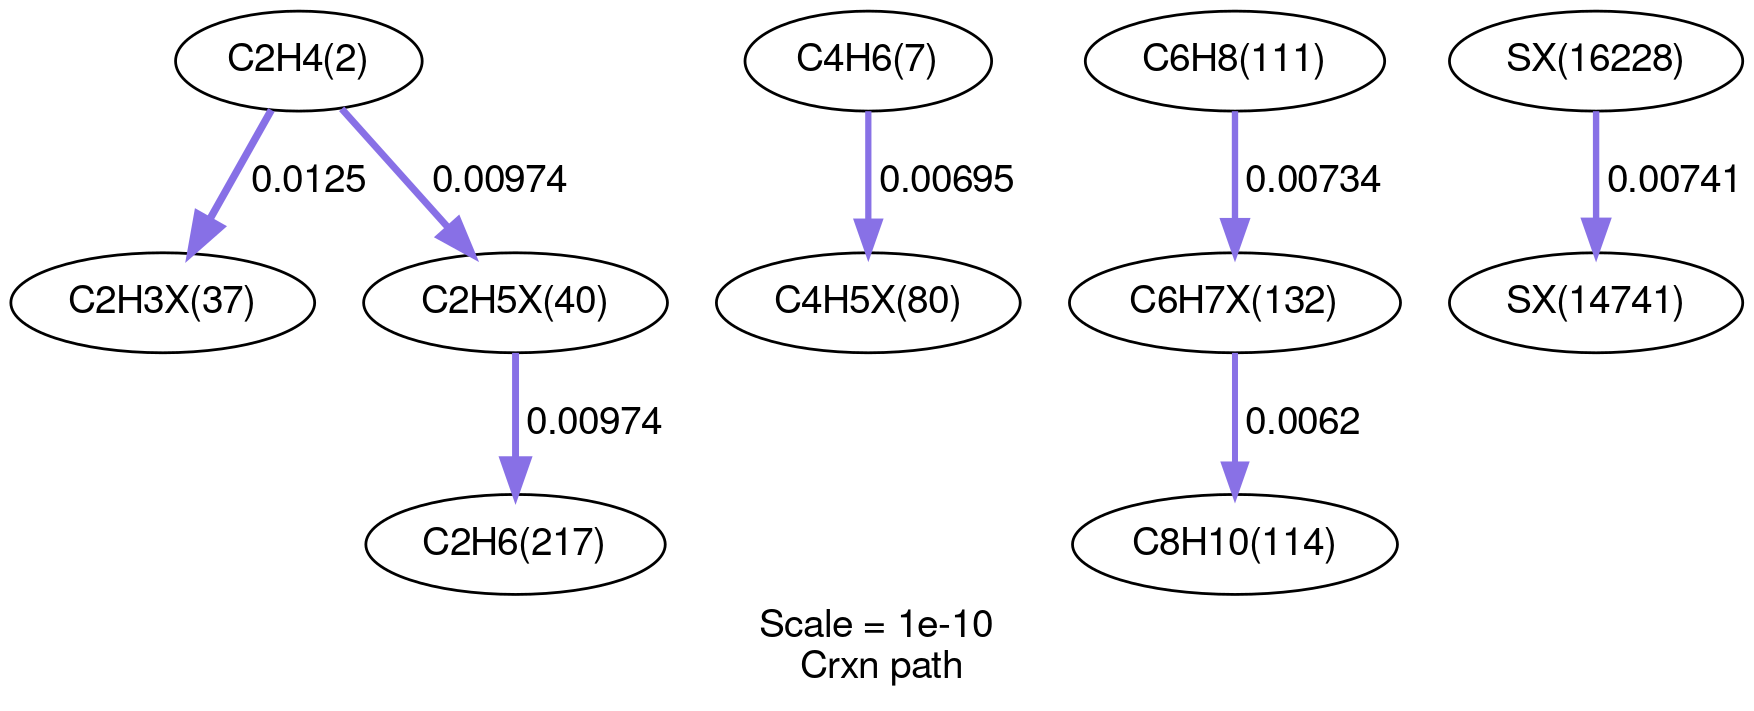 C2H4(2)
C4H6(7)
C6H8(111)
SX(16228)
0.0125
0.00974
0.00695
0.00734
0.00741
C2H3X(37)
C2H5X(40)
C4H5X(80)
C6H7X(132)
SX(14741)
0.00974
0.0062
C2H6(217)
C8H10(114)
Scale = 1e-10
Crxn path